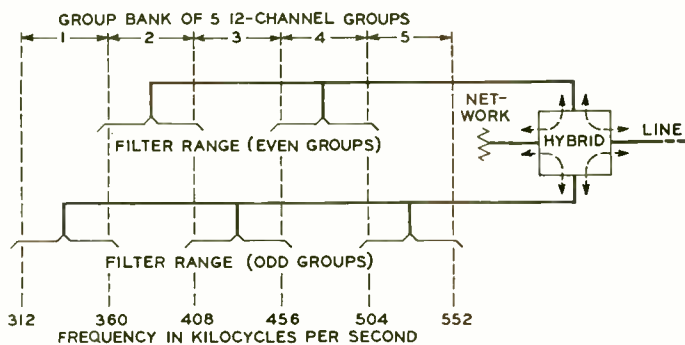 GROUP BANK OF 5 12-CHANNEL GROUPS
1 2 3 4 5
NET-
WORK
HYBRID
LINE
FILTER RANGE (EVEN GROUPS)
FILTER RANGE (ODD GROUPS)
312 360 408 456 504 552
FREQUENCY IN KILOCYCLES PER SECOND